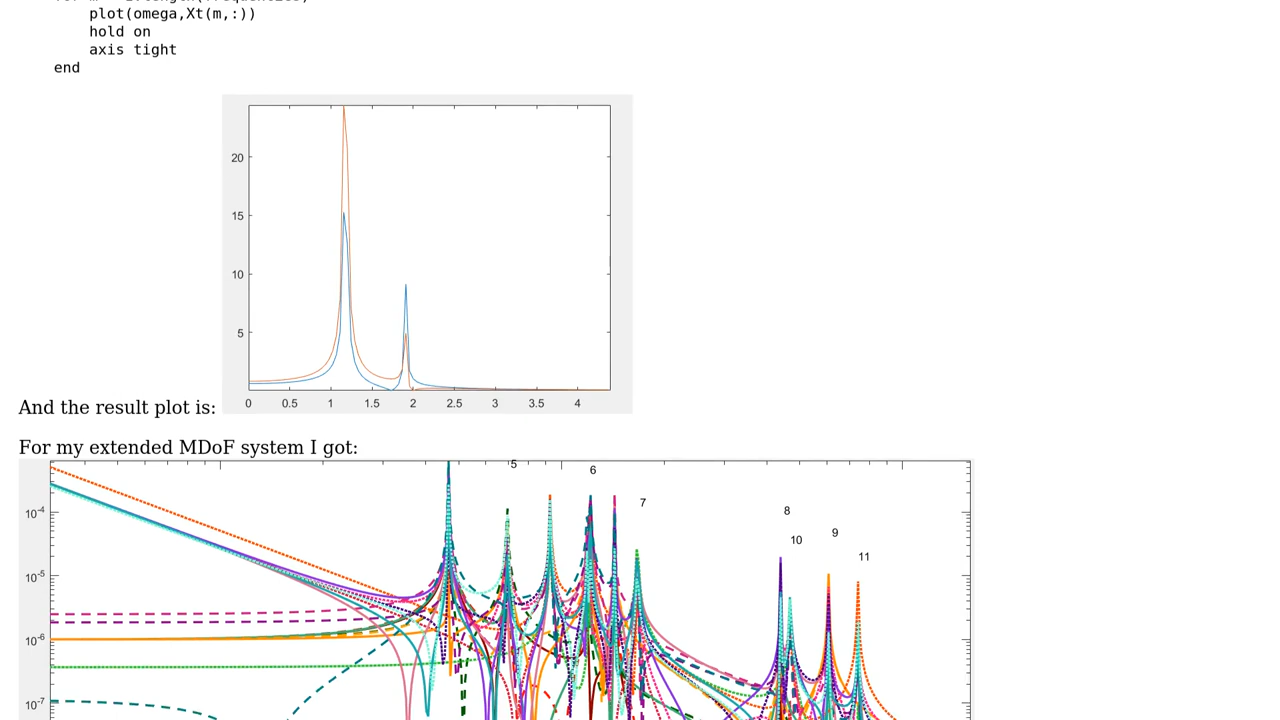 plot(omega,Xt(m,:))
hold on
axis tight
end
20
15
10
5
0 0.5 1 1.5 2 2.5 3 3.5 4
And the result plot is:
For my extended MDoF system I got:
5
6
7
8
9
10
11
10^-4
10^-5
10^-6
10^-7